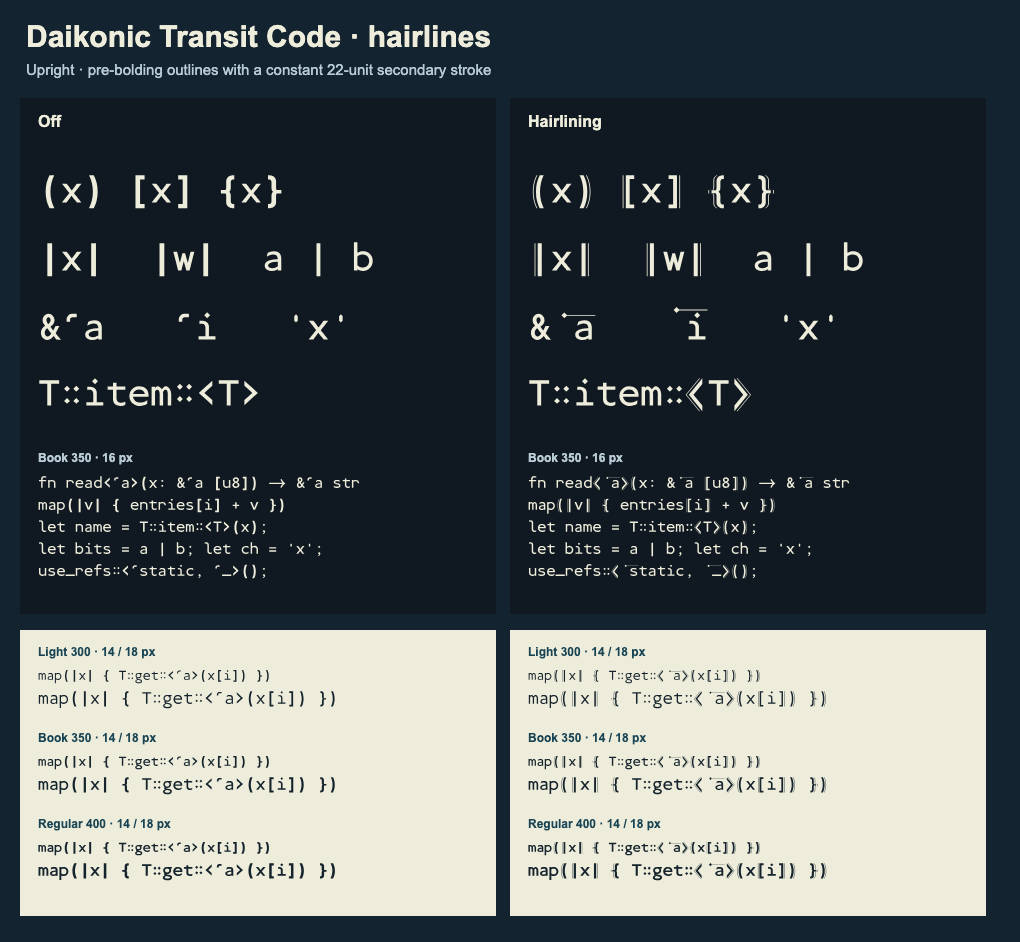 Daikonic Transit Code · hairlines
Upright · pre-bolding outlines with a constant 22-unit secondary stroke
Off
(x) [x] {x}
|x| |w| a | b
&'a 'i 'x'
T::item::<T>
Book 350 · 16 px
fn read<'a>(x: &'a [u8]) → &'a str
map(|v| { entries[i] + v })
let name = T::item::<T>(x);
let bits = a | b; let ch = 'x';
use_refs::<'static, '_>();
Hairlining
(x) [x] {x}
|x| |w| a | b
&'a 'i 'x'
T::item::<T>
Book 350 · 16 px
fn read<'a>(x: &'a [u8]) → &'a str
map(|v| { entries[i] + v })
let name = T::item::<T>(x);
let bits = a | b; let ch = 'x';
use_refs::<'static, '_>();
Light 300 · 14 / 18 px
map(|x| { T::get::<'a>(x[i]) })
map(|x| { T::get::<'a>(x[i]) })
Book 350 · 14 / 18 px
map(|x| { T::get::<'a>(x[i]) })
map(|x| { T::get::<'a>(x[i]) })
Regular 400 · 14 / 18 px
map(|x| { T::get::<'a>(x[i]) })
map(|x| { T::get::<'a>(x[i]) })
Light 300 · 14 / 18 px
map(|x| { T::get::<'a>(x[i]) })
map(|x| { T::get::<'a>(x[i]) })
Book 350 · 14 / 18 px
map(|x| { T::get::<'a>(x[i]) })
map(|x| { T::get::<'a>(x[i]) })
Regular 400 · 14 / 18 px
map(|x| { T::get::<'a>(x[i]) })
map(|x| { T::get::<'a>(x[i]) })